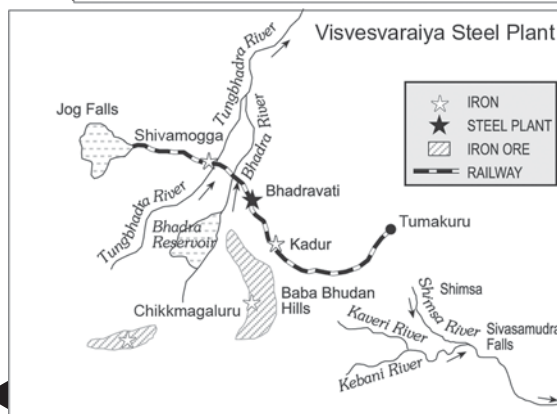 Visvesvaraiya Steel Plant
IRON
STEEL PLANT
IRON ORE
RAILWAY
Tungbhadra River
Jog Falls
Shivamogga
Bhadra River
Bhadravati
Tungbhadra River
Bhadra
Reservoir
Tumakuru
Kadur
Chikkmagaluru
Baba Bhudan
Hills
Shimsa
Shimsa River
Kaveri River
Sivasamudra
Falls
Kebani River